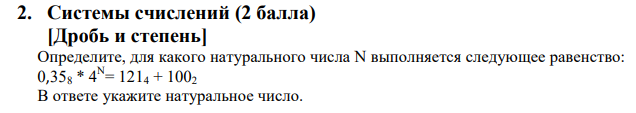 2. Системы счислений (2 балла)
[Дробь и степень]
Определите, для какого натурального числа N выполняется следующее равенство:
0,35₈ * 4ᴺ= 121₄ + 100₂
В ответе укажите натуральное число.